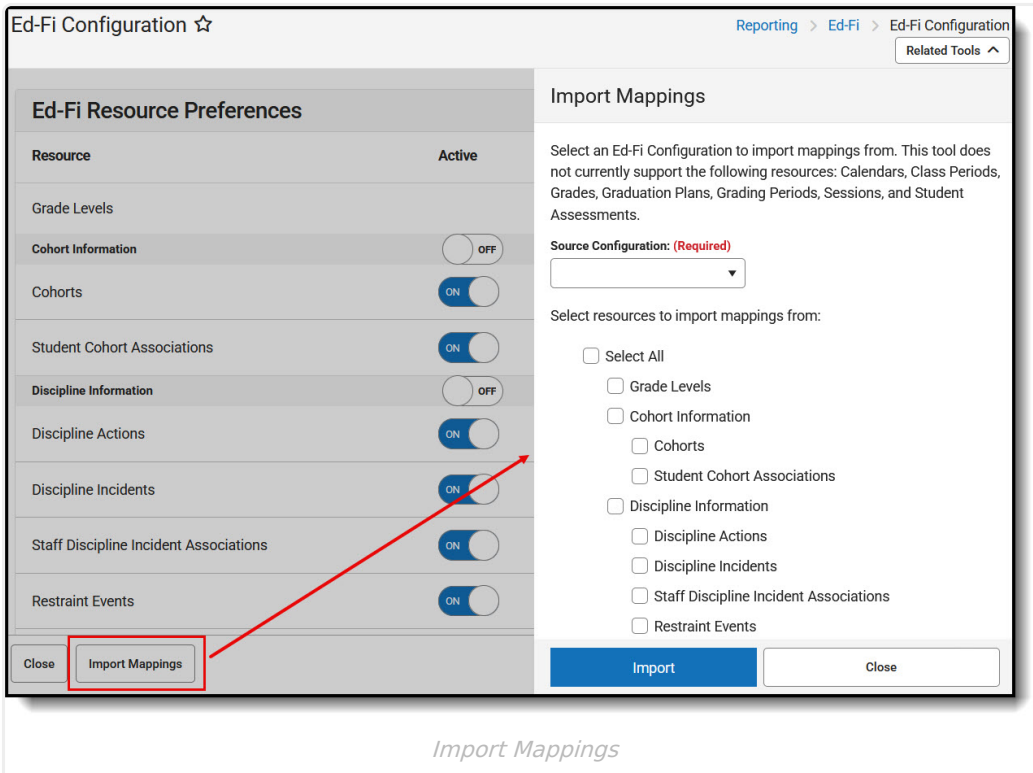 Ed-Fi Configuration
Reporting > Ed-Fi > Ed-Fi Configuration
Related Tools
Ed-Fi Resource Preferences
Resource Active
Grade Levels
Cohort Information OFF
Cohorts ON
Student Cohort Associations ON
Discipline Information OFF
Discipline Actions ON
Discipline Incidents ON
Staff Discipline Incident Associations ON
Restraint Events ON
Close Import Mappings
Import Mappings
Select an Ed-Fi Configuration to import mappings from. This tool does
not currently support the following resources: Calendars, Class Periods,
Grades, Graduation Plans, Grading Periods, Sessions, and Student
Assessments.
Source Configuration: (Required)
Select resources to import mappings from:
Select All
Grade Levels
Cohort Information
Cohorts
Student Cohort Associations
Discipline Information
Discipline Actions
Discipline Incidents
Staff Discipline Incident Associations
Restraint Events
Import Close
Import Mappings